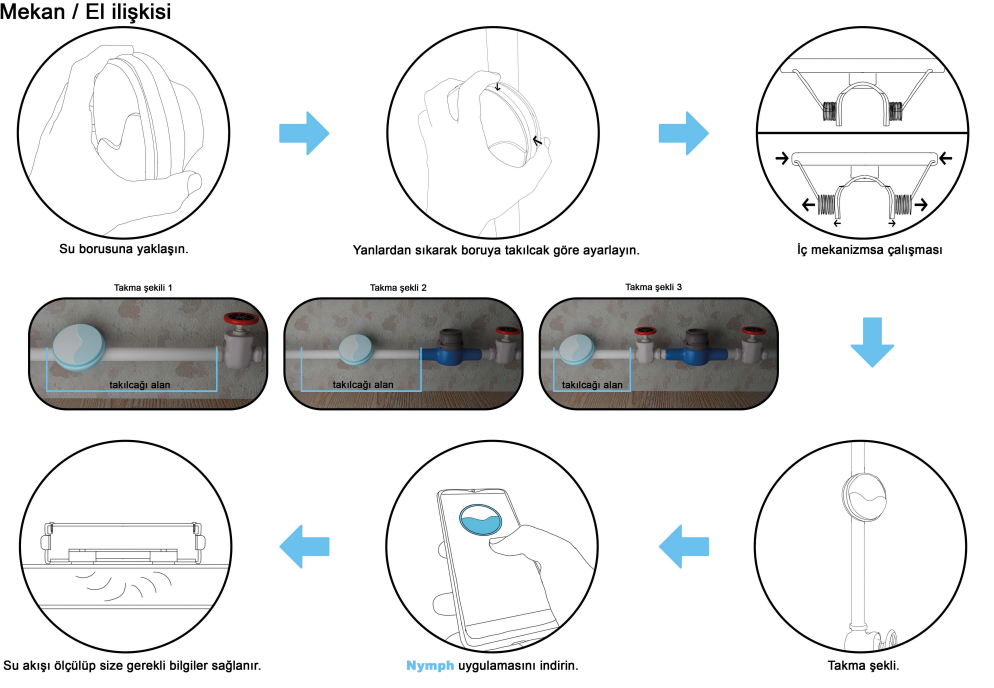 Mekan / El ilişkisi
Su borusuna yaklaşın.
Yanlardan sıkarak boruya takılcak göre ayarlayın.
İç mekanizmsa çalışması
Takma şekili 1
Takma şekli 2
Takma şekli 3
takılcağı alan
takılcağı alan
takılcağı alan
Su akışı ölçülüp size gerekli bilgiler sağlanır.
Nymph uygulamasını indirin.
Takma şekli.